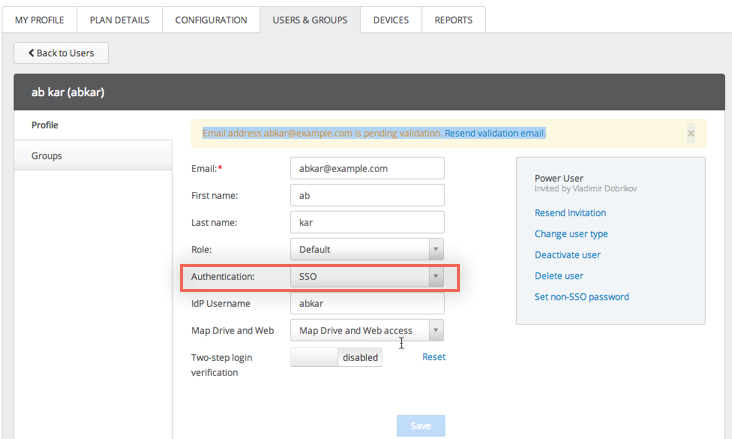 MY PROFILE
PLAN DETAILS
CONFIGURATION
USERS & GROUPS
DEVICES
REPORTS
Back to Users
ab kar (abkar)
Profile
Groups
Email address abkar@example.com is pending validation. Resend validation email.
Email:* abkar@example.com
First name: ab
Last name: kar
Role: Default
Authentication: SSO
IdP Username abkar
Map Drive and Web Map Drive and Web access
Two-step login
verification
disabled
Reset
Save
Power User
Invited by Vladimir Dobrikov
Resend Invitation
Change user type
Deactivate user
Delete user
Set non-SSO password